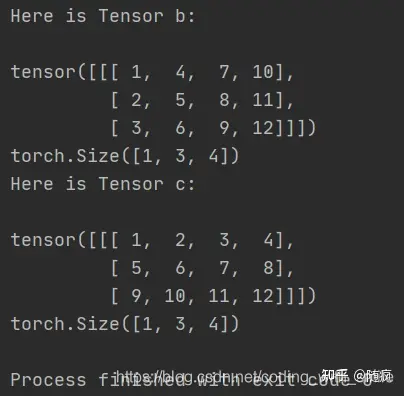 Here is Tensor b:
tensor([[[ 1,  4,  7, 10],
         [ 2,  5,  8, 11],
         [ 3,  6,  9, 12]]])
torch.Size([1, 3, 4])
Here is Tensor c:
tensor([[[ 1,  2,  3,  4],
         [ 5,  6,  7,  8],
         [ 9, 10, 11, 12]]])
torch.Size([1, 3, 4])
Process finished with exit code 0
https://blog.csdn.net/coding_
知乎